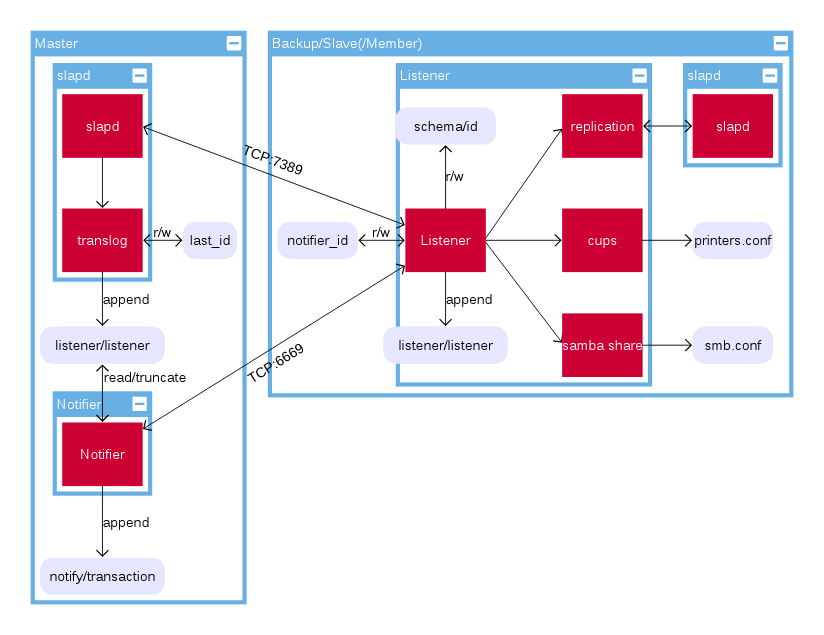 Master
Backup/Slave(/Member)
slapd
Listener
slapd
slapd
schema/id
replication
slapd
TCP:7389
r/w
translog
r/w
last_id
notifier_id
r/w
Listener
cups
printers.conf
append
append
listener/listener
listener/listener
samba share
smb.conf
TCP:6669
read/truncate
Notifier
Notifier
append
notify/transaction